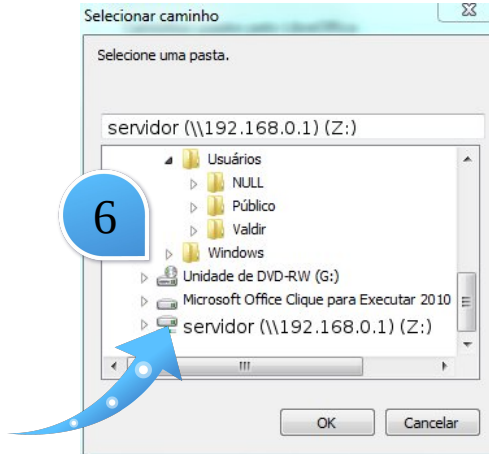 Selecionar caminho
Selecione uma pasta.
servidor (\\192.168.0.1) (Z:)
Usuários
NULL
6
Público
Valdir
Windows
Unidade de DVD-RW (G:)
Microsoft Office Clique para Executar 2010
servidor (\\192.168.0.1) (Z:)
OK
Cancelar